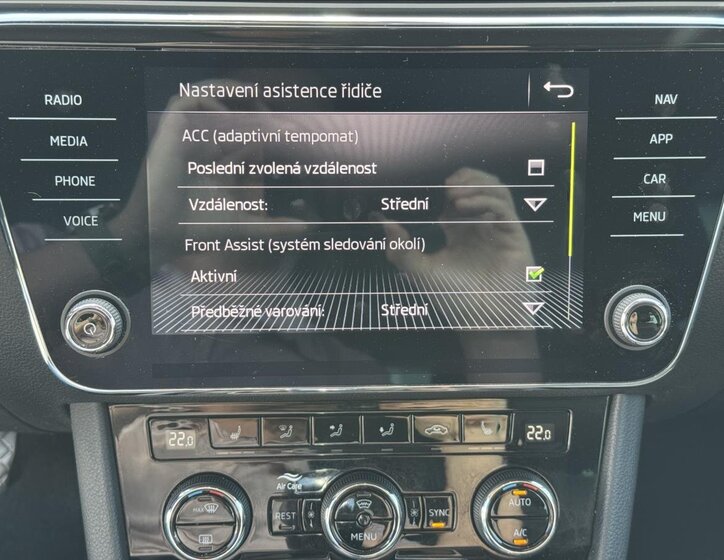 Nastavení asistence řidiče
RADIO
MEDIA
PHONE
VOICE
ACC (adaptivní tempomat)
Poslední zvolená vzdálenost
Vzdálenost: Střední
Front Assist (systém sledování okolí)
Aktivní
Předběžné varování: Střední
NAV
APP
CAR
MENU
22.0
22.0
Air Care
MAX
REST
MENU
SYNC
AUTO
A/C